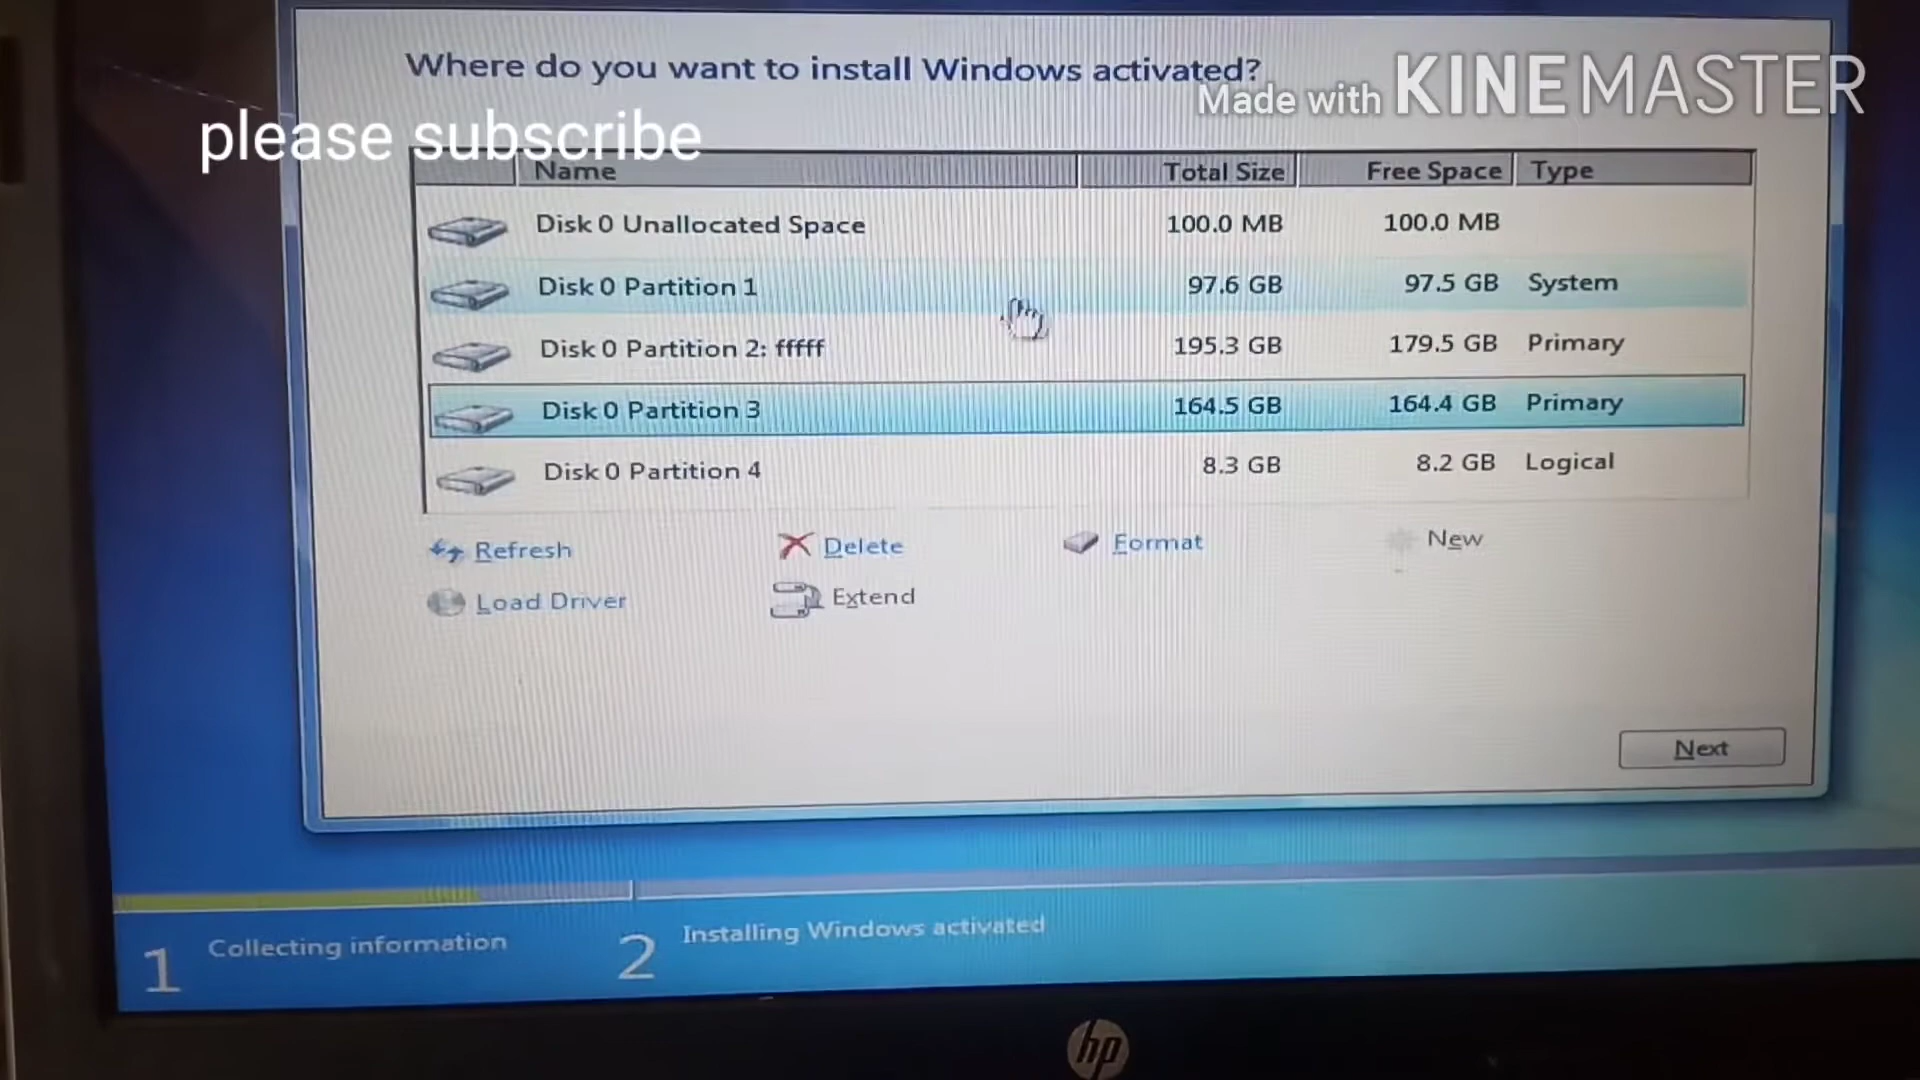 Where do you want to install Windows activated?
Made with KINEMASTER
please subscribe
Name Total Size Free Space Type
Disk 0 Unallocated Space 100.0 MB 100.0 MB
Disk 0 Partition 1 97.6 GB 97.5 GB System
Disk 0 Partition 2: fffff 195.3 GB 179.5 GB Primary
Disk 0 Partition 3 164.5 GB 164.4 GB Primary
Disk 0 Partition 4 8.3 GB 8.2 GB Logical
Refresh Delete Format New
Load Driver Extend
Next
1 Collecting information 2 Installing Windows activated
hp